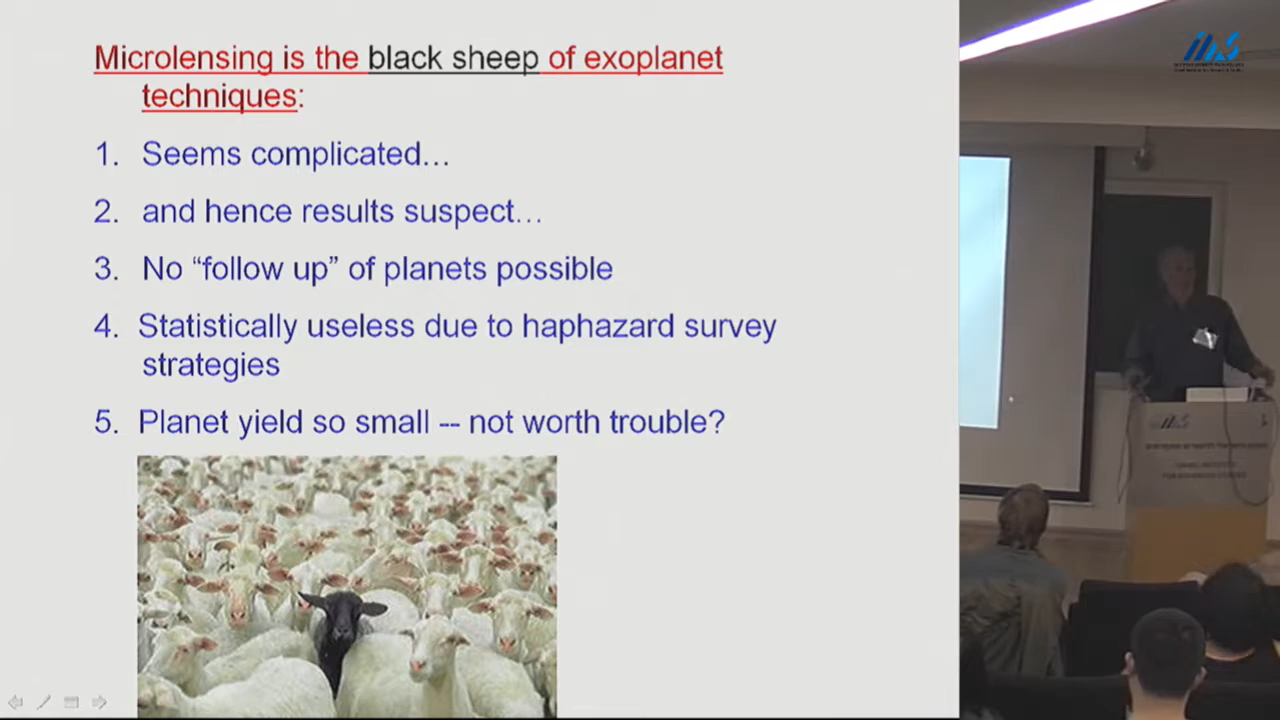 Microlensing is the black sheep of exoplanet
techniques:
1. Seems complicated…
2. and hence results suspect…
3. No “follow up” of planets possible
4. Statistically useless due to haphazard survey
strategies
5. Planet yield so small -- not worth trouble?